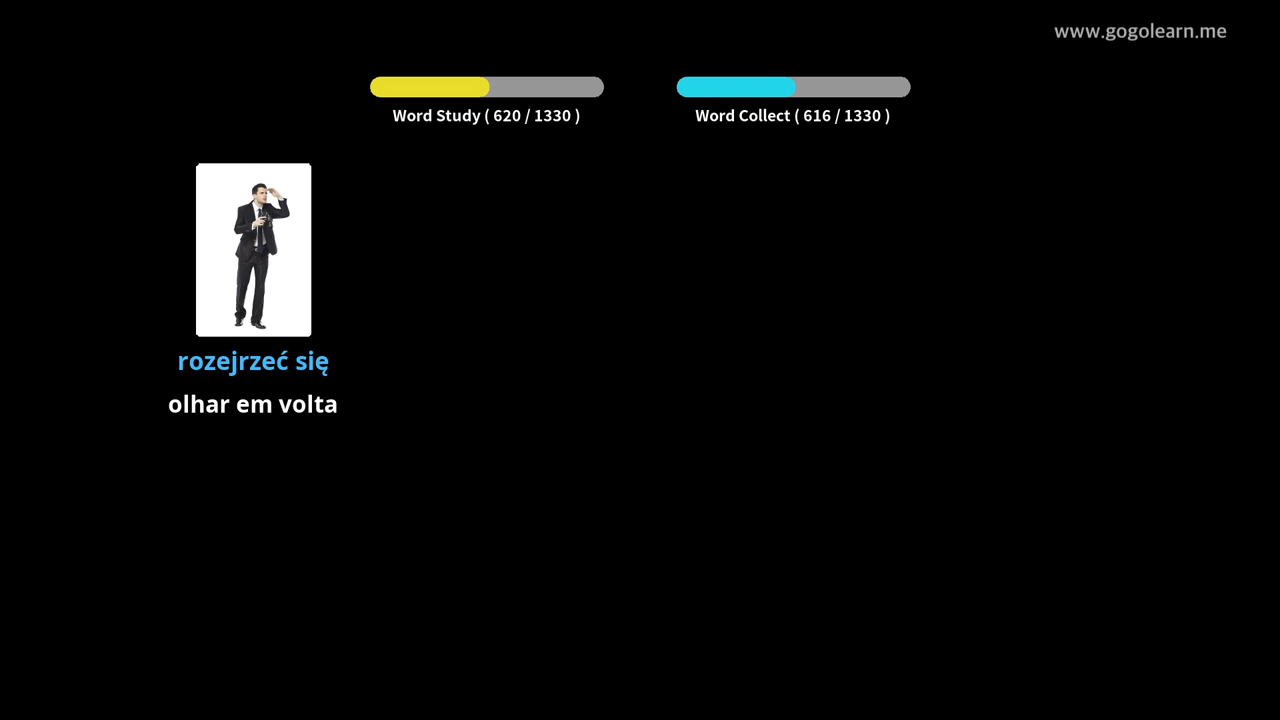 www.gogolearn.me
Word Study ( 620 / 1330 )
Word Collect ( 616 / 1330 )
rozejrzeć się
olhar em volta